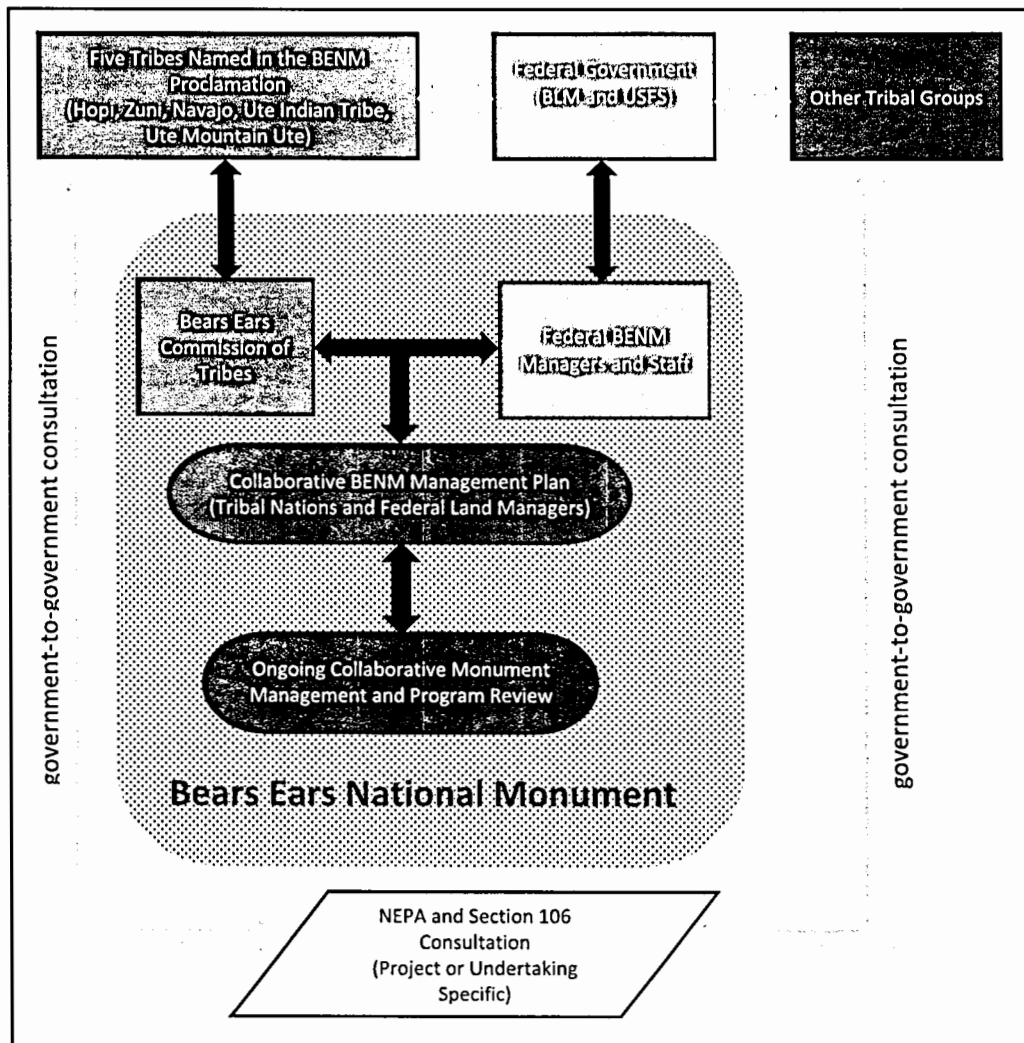 Five Tribes Named in the BENM
Proclamation
(Hopi, Zuni, Navajo, Ute Indian Tribe,
Ute Mountain Ute)
Federal Government
(BLM and USFS)
Other Tribal Groups
government-to-government consultation
Bears Ears
Commission of
Tribes
Federal BENM
Managers and Staff
Collaborative BENM Management Plan
(Tribal Nations and Federal Land Managers)
Ongoing Collaborative Monument
Management and Program Review
Bears Ears National Monument
government-to-government consultation
NEPA and Section 106
Consultation
(Project or Undertaking
Specific)